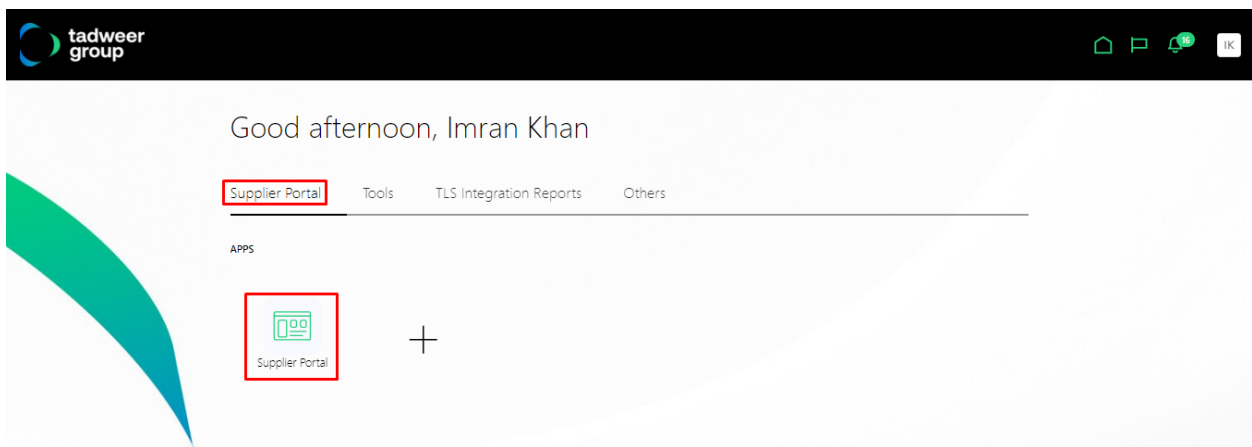 tadweer
group
16
IK
Good afternoon, Imran Khan
Supplier Portal Tools TLS Integration Reports Others
APPS
Supplier Portal